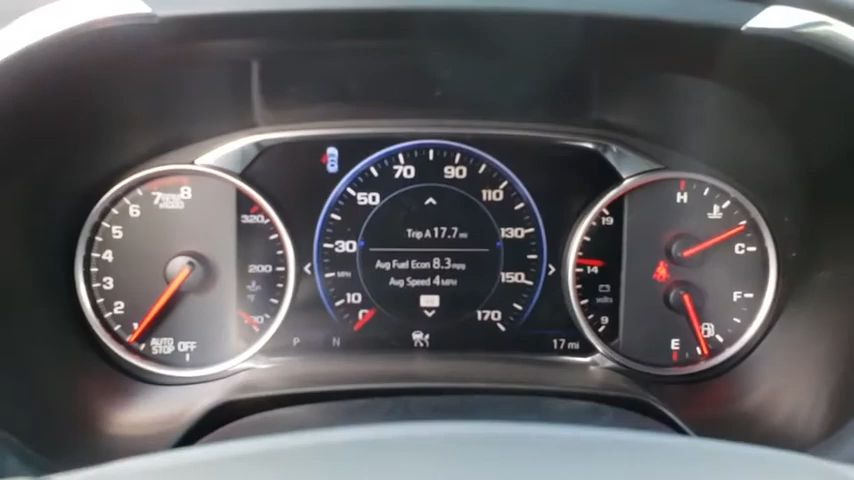 8
7
6
5
4
3
2
1
AUTO STOP
OFF
320
200
70
90
50
110
30
130
10
150
0
170
MPH
Trip A 17.7 mi
Avg Fuel Econ 8.3 MPG
Avg Speed 4 MPH
P N
17 mi
19
14
volts
9
H
C
F
E